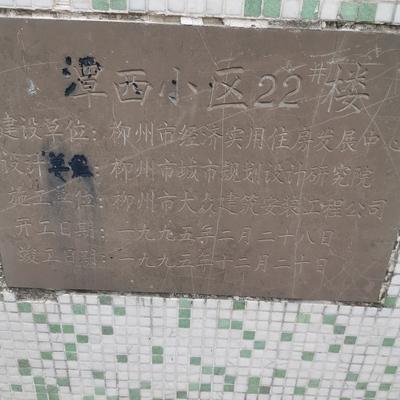 潭西小区22#楼
建设单位：柳州市经济实用住房发展中心
设计单位：柳州市城市规划设计研究院
施工单位：柳州市大众建筑安装工程公司
开工日期：一九九五年二月二十八日
竣工日期：一九九五年十二月二十日